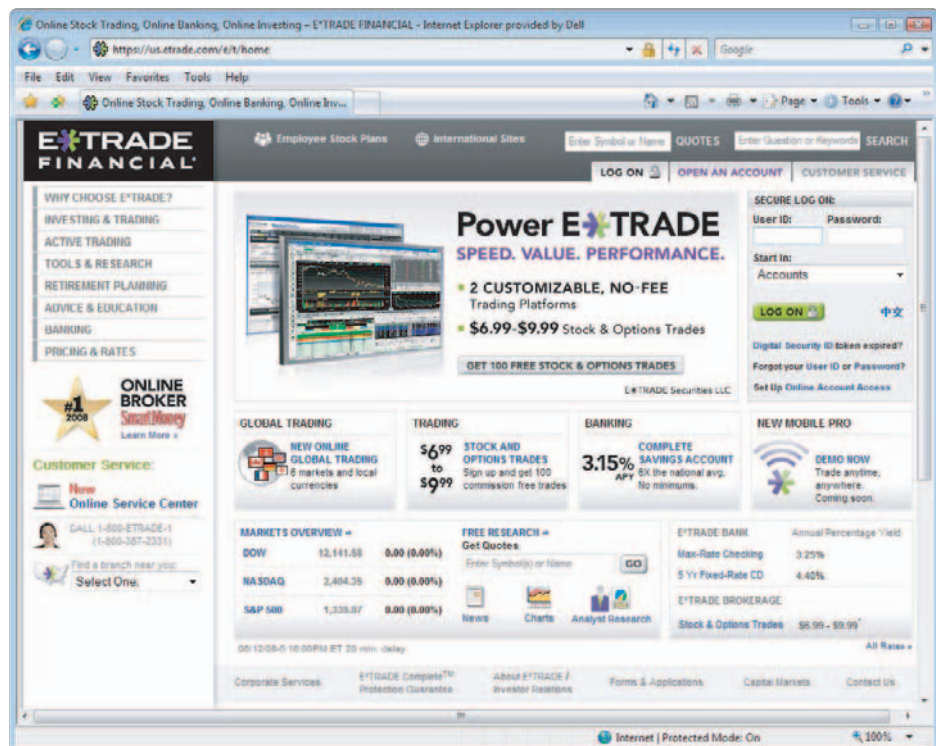 Online Stock Trading, Online Banking, Online Investing – E*TRADE FINANCIAL - Internet Explorer provided by Dell
https://us.etrade.com/e/t/home
Google
File Edit View Favorites Tools Help
Online Stock Trading, Online Banking, Online Inv...
Page Tools
E*TRADE
FINANCIAL
Employee Stock Plans International Sites Enter Symbol or Name QUOTES Enter Question or Keywords SEARCH
LOG ON OPEN AN ACCOUNT CUSTOMER SERVICE
WHY CHOOSE E*TRADE?
INVESTING & TRADING
ACTIVE TRADING
TOOLS & RESEARCH
RETIREMENT PLANNING
ADVICE & EDUCATION
BANKING
PRICING & RATES
#1
2008
ONLINE
BROKER
SmartMoney
Learn More »
Customer Service:
New
Online Service Center
CALL 1-800-ETRADE-1
(1-800-387-2331)
Find a branch near you:
Select One.
Power E*TRADE
SPEED. VALUE. PERFORMANCE.
2 CUSTOMIZABLE, NO-FEE
Trading Platforms
$6.99-$9.99 Stock & Options Trades
GET 100 FREE STOCK & OPTIONS TRADES
E*TRADE Securities LLC
SECURE LOG ON:
User ID: Password:
Start In:
Accounts
LOG ON 中文
Digital Security ID token expired?
Forgot your User ID or Password?
Set Up Online Account Access
GLOBAL TRADING
NEW ONLINE
GLOBAL TRADING
6 markets and local
currencies
TRADING
$6.99
to
$9.99
STOCK AND
OPTIONS TRADES
Sign up and get 100
commission free trades
BANKING
3.15%
APY
COMPLETE
SAVINGS ACCOUNT
6X the national avg.
No minimums.
NEW MOBILE PRO
DEMO NOW
Trade anytime,
anywhere.
Coming soon.
MARKETS OVERVIEW
DOW 12,141.58 0.00 (0.00%)
NASDAQ 2,404.35 0.00 (0.00%)
S&P 500 0.00 (0.00%)
FREE RESEARCH
Get Quotes
Enter Symbol(s) or Name GO
News Charts Analyst Research
E*TRADE BANK Annual Percentage Yield
Max-Rate Checking 3.25%
5 Yr Fixed-Rate CD 4.40%
E*TRADE BROKERAGE
Stock & Options Trades $6.99 - $9.99*
All Rates »
ET 20 min. delay
Corporate Services
E*TRADE Complete™
Protection Guarantee
About E*TRADE /
Investor Relations
Forms & Applications
Capital Markets
Contact Us
Internet | Protected Mode: On 100%